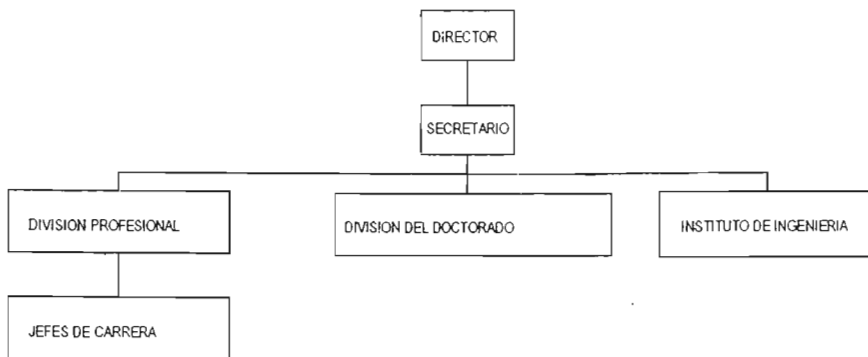 DIRECTOR
SECRETARIO
DIVISION PROFESIONAL
DIVISION DEL DOCTORADO
INSTITUTO DE INGENIERIA
JEFES DE CARRERA